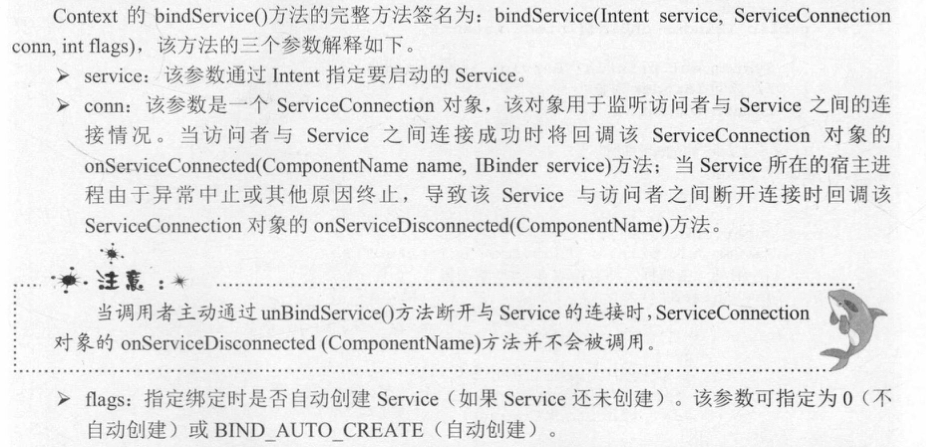 Context 的 bindService()方法的完整方法签名为：bindService(Intent service, ServiceConnection
conn, int flags)，该方法的三个参数解释如下。
➢ service：该参数通过 Intent 指定要启动的 Service。
➢ conn：该参数是一个 ServiceConnection 对象，该对象用于监听访问者与 Service 之间的连
接情况。当访问者与 Service 之间连接成功时将回调该 ServiceConnection 对象的
onServiceConnected(ComponentName name, IBinder service)方法；当 Service 所在的宿主进
程由于异常中止或其他原因终止，导致该 Service 与访问者之间断开连接时回调该
ServiceConnection 对象的 onServiceDisconnected(ComponentName)方法。
注意：
当调用者主动通过 unBindService()方法断开与 Service 的连接时，ServiceConnection
对象的 onServiceDisconnected (ComponentName)方法并不会被调用。
➢ flags：指定绑定时是否自动创建 Service（如果 Service 还未创建）。该参数可指定为 0（不
自动创建）或 BIND_AUTO_CREATE（自动创建）。